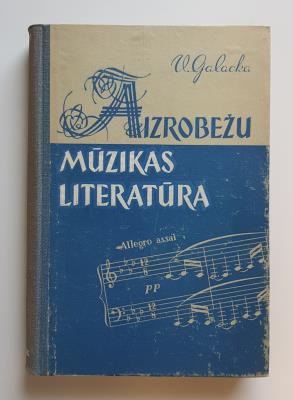 V. Galacka
AIZROBEŽU
MŪZIKAS
LITERATŪRA
Allegro assai
pp